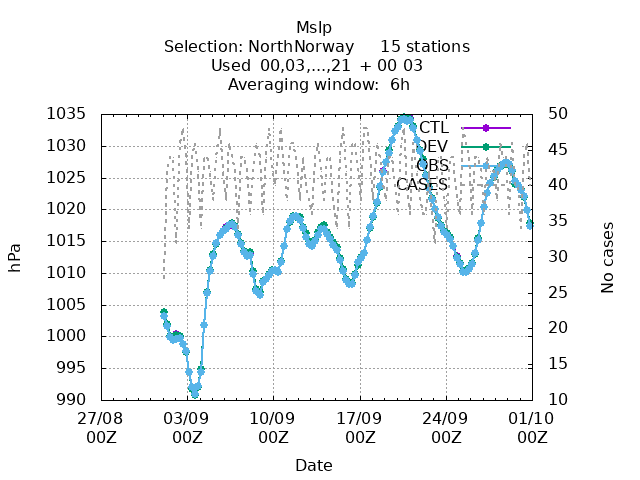 Mslp
Selection: NorthNorway     15 stations
Used  00,03,...,21  + 00 03
Averaging window:  6h
1035
1030
1025
1020
1015
1010
1005
1000
995
990
hPa
50
45
40
35
30
25
20
15
10
No cases
CTL
DEV
OBS
CASES
27/08 03/09 10/09 17/09 24/09 01/10
00Z 00Z 00Z 00Z 00Z 00Z
Date